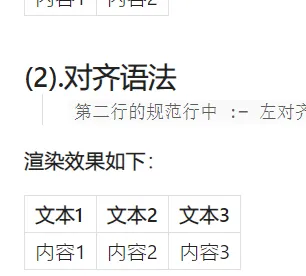 内容1 内容2
(2).对齐语法
第二行的规范行中 :- 左对齐
渲染效果如下:
文本1 文本2 文本3
内容1 内容2 内容3